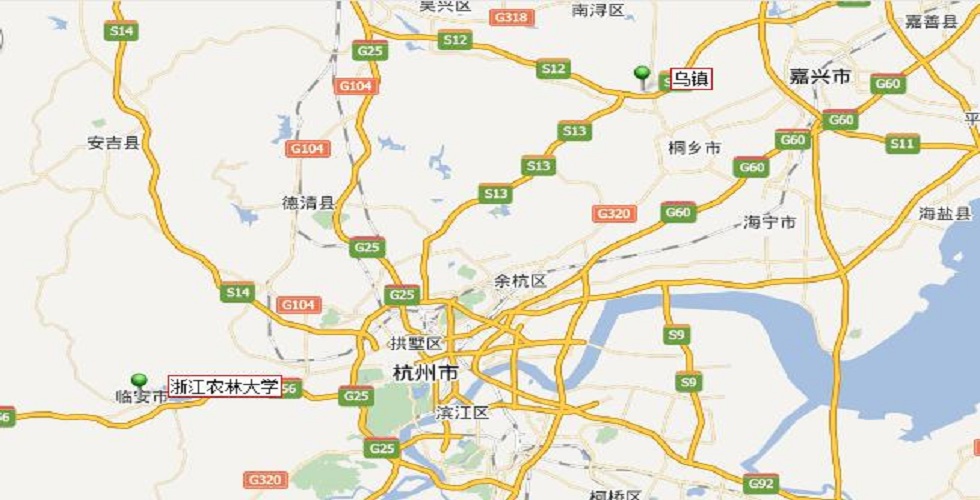 吴兴区
G318
南浔区
嘉善县
S14
G25
S12
S12
乌镇
嘉兴市
G60
G104
G60
安吉县
G104
S13
S13
桐乡市
G60
S11
平
G60
德清县
S13
G320
G60
海宁市
海盐县
G25
余杭区
S14
G104
G25
S9
拱墅区
杭州市
S9
临安市
浙江农林大学
S6
G25
滨江区
S6
G25
G320
G92
柯桥区